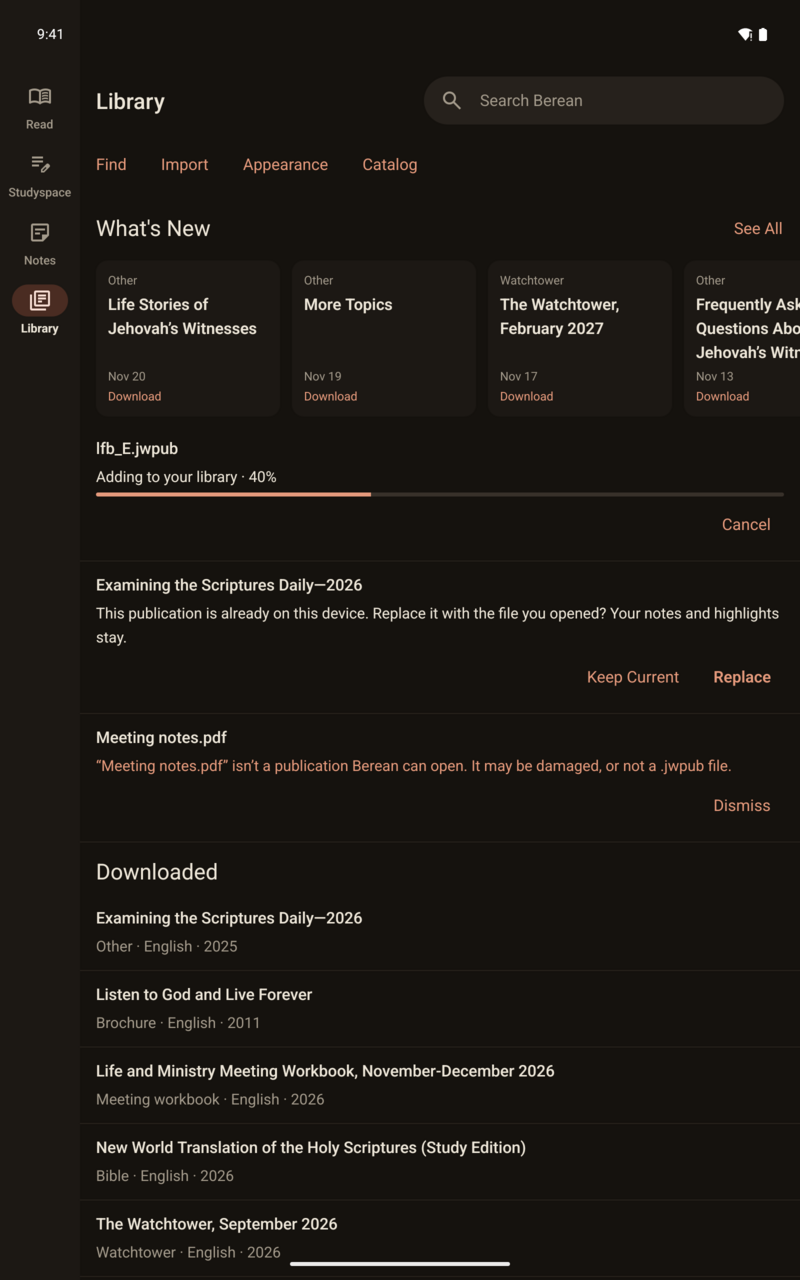 9:41
Library
Search Berean
Read
Studyspace
Notes
Library
Find
Import
Appearance
Catalog
What's New
See All
Other
Life Stories of
Jehovah’s Witnesses
Nov 20
Download
Other
More Topics
Nov 19
Download
Watchtower
The Watchtower,
February 2027
Nov 17
Download
Other
Frequently Ask
Questions Abo
Jehovah’s Witn
Nov 13
Download
lfb_E.jwpub
Adding to your library · 40%
Cancel
Examining the Scriptures Daily—2026
This publication is already on this device. Replace it with the file you opened? Your notes and highlights
stay.
Keep Current
Replace
Meeting notes.pdf
“Meeting notes.pdf” isn’t a publication Berean can open. It may be damaged, or not a .jwpub file.
Dismiss
Downloaded
Examining the Scriptures Daily—2026
Other · English · 2025
Listen to God and Live Forever
Brochure · English · 2011
Life and Ministry Meeting Workbook, November-December 2026
Meeting workbook · English · 2026
New World Translation of the Holy Scriptures (Study Edition)
Bible · English · 2026
The Watchtower, September 2026
Watchtower · English · 2026